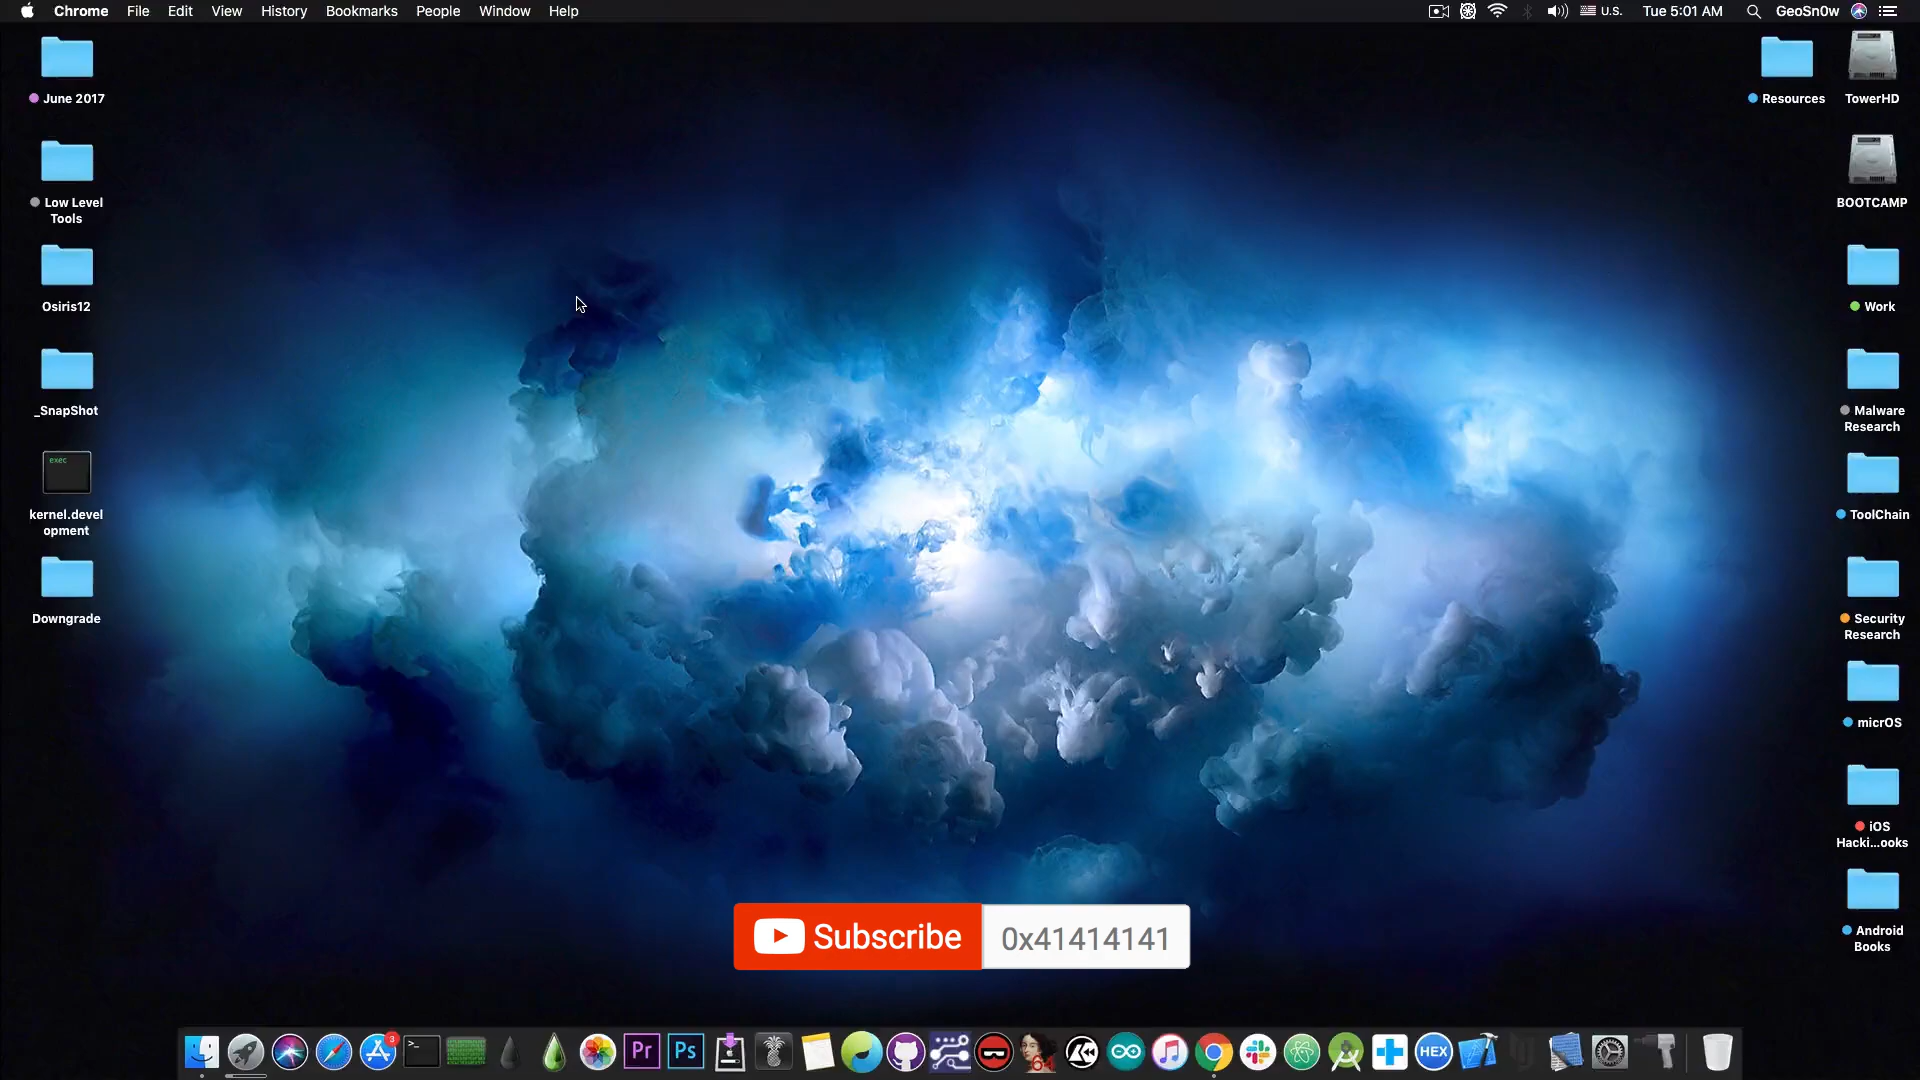 Chrome File Edit View History Bookmarks People Window Help
U.S. Tue 5:01 AM GeoSn0w
June 2017
Low Level
Tools
Osiris12
_SnapShot
exec
kernel.devel
opment
Downgrade
Resources
TowerHD
BOOTCAMP
Work
Malware
Research
ToolChain
Security
Research
micrOS
iOS
Hacki...ooks
Android
Books
Subscribe 0x41414141
3
>_
Pr
Ps
64
HEX